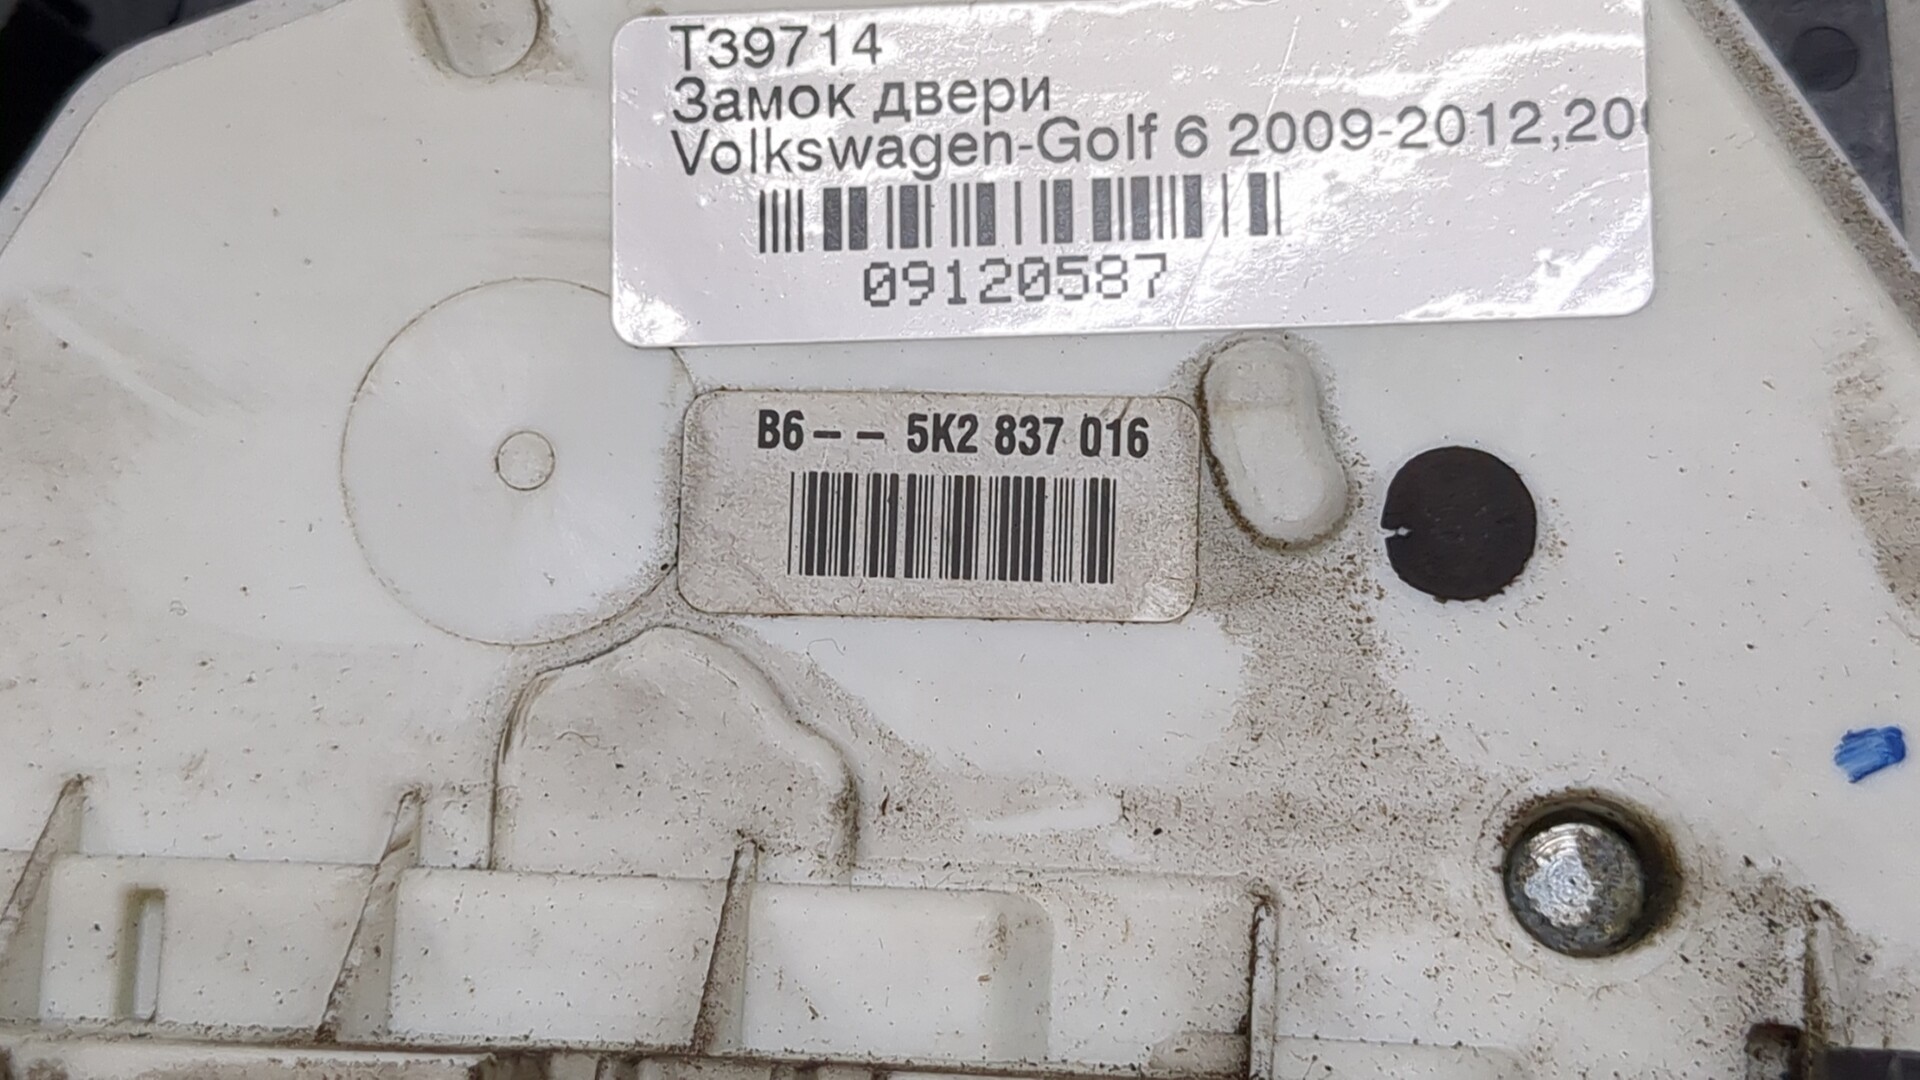 T39714
Замок двери
Volkswagen-Golf 6 2009-2012,20
09120587
B6-- 5K2 837 016